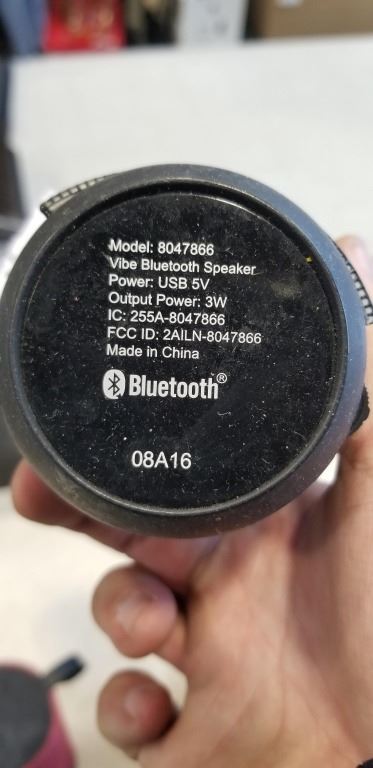 Model: 8047866
Vibe Bluetooth Speaker
Power: USB 5V
Output Power: 3W
IC: 255A-8047866
FCC ID: 2AILN-8047866
Made in China
Bluetooth®
08A16